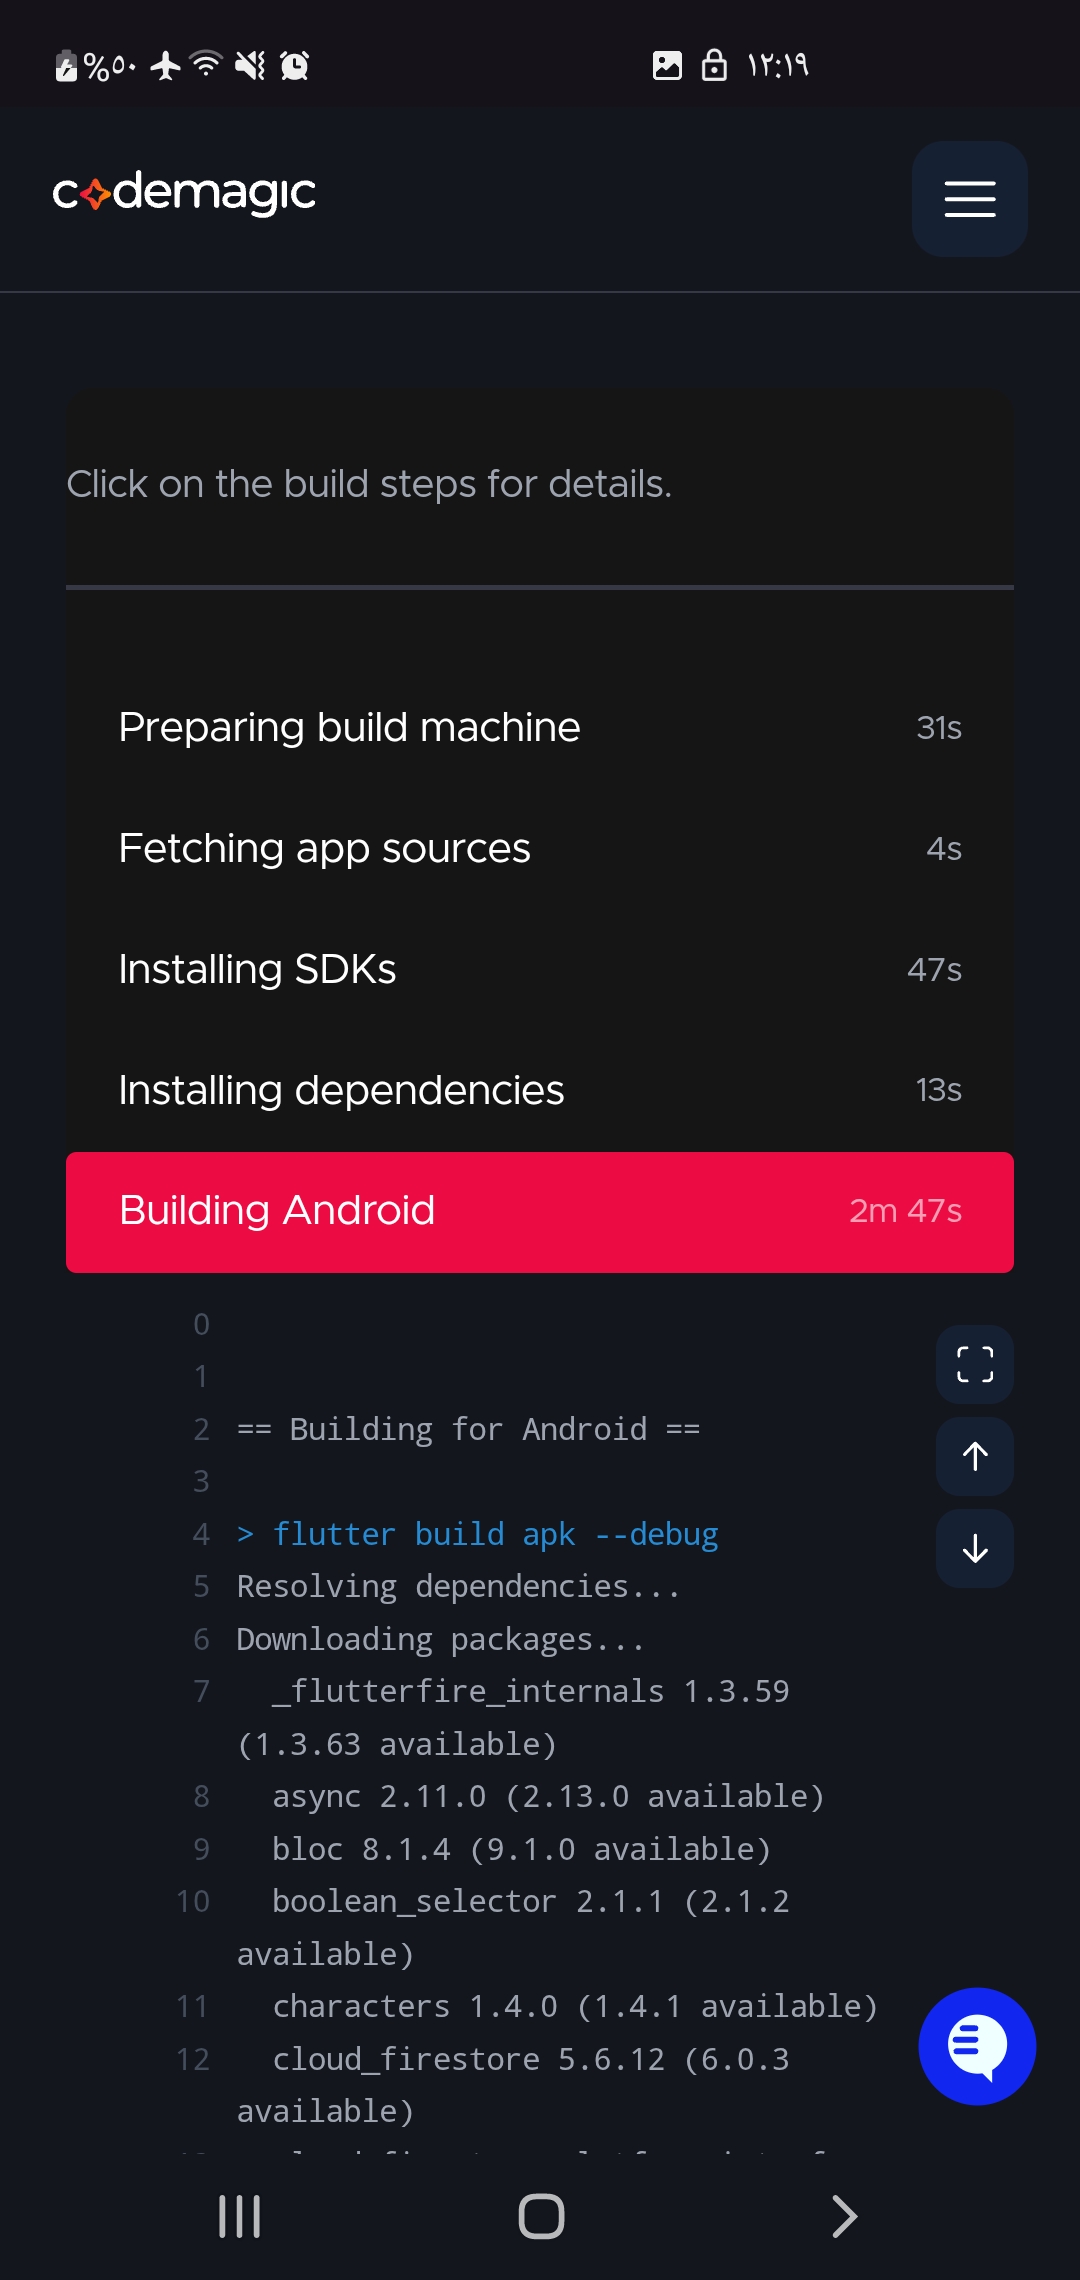 %٥٠
١٢:١٩
codemagic
Click on the build steps for details.
Preparing build machine 31s
Fetching app sources 4s
Installing SDKs 47s
Installing dependencies 13s
Building Android 2m 47s
0
1
2 == Building for Android ==
3
4 > flutter build apk --debug
5 Resolving dependencies...
6 Downloading packages...
7 _flutterfire_internals 1.3.59
(1.3.63 available)
8 async 2.11.0 (2.13.0 available)
9 bloc 8.1.4 (9.1.0 available)
10 boolean_selector 2.1.1 (2.1.2
available)
11 characters 1.4.0 (1.4.1 available)
12 cloud_firestore 5.6.12 (6.0.3
available)